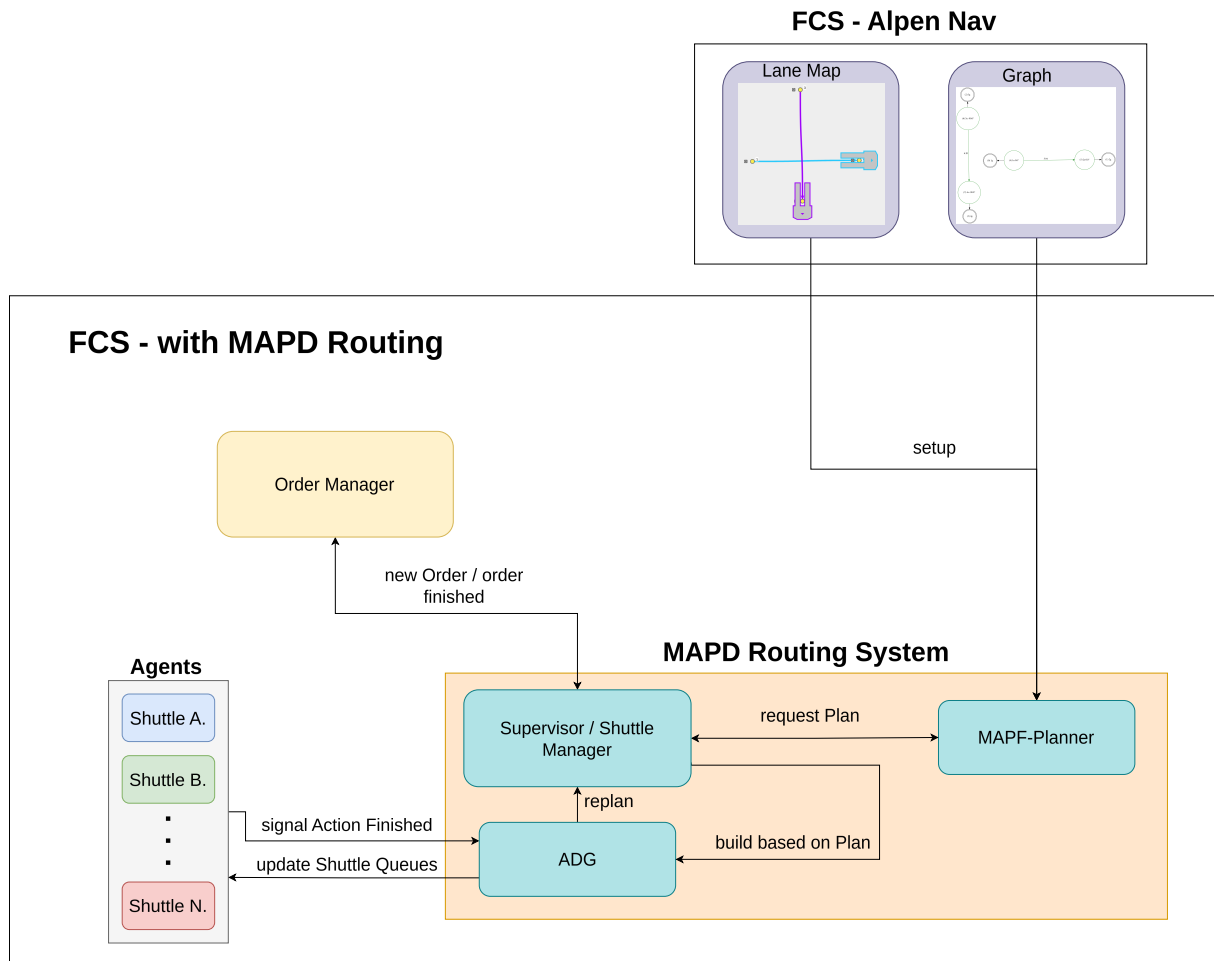 FCS - Alpen Nav
Lane Map
Graph
FCS - with MAPD Routing
setup
Order Manager
new Order / order
finished
MAPD Routing System
Agents
Shuttle A.
Shuttle B.
Shuttle N.
Supervisor / Shuttle
Manager
request Plan
MAPF-Planner
replan
signal Action Finished
build based on Plan
ADG
update Shuttle Queues